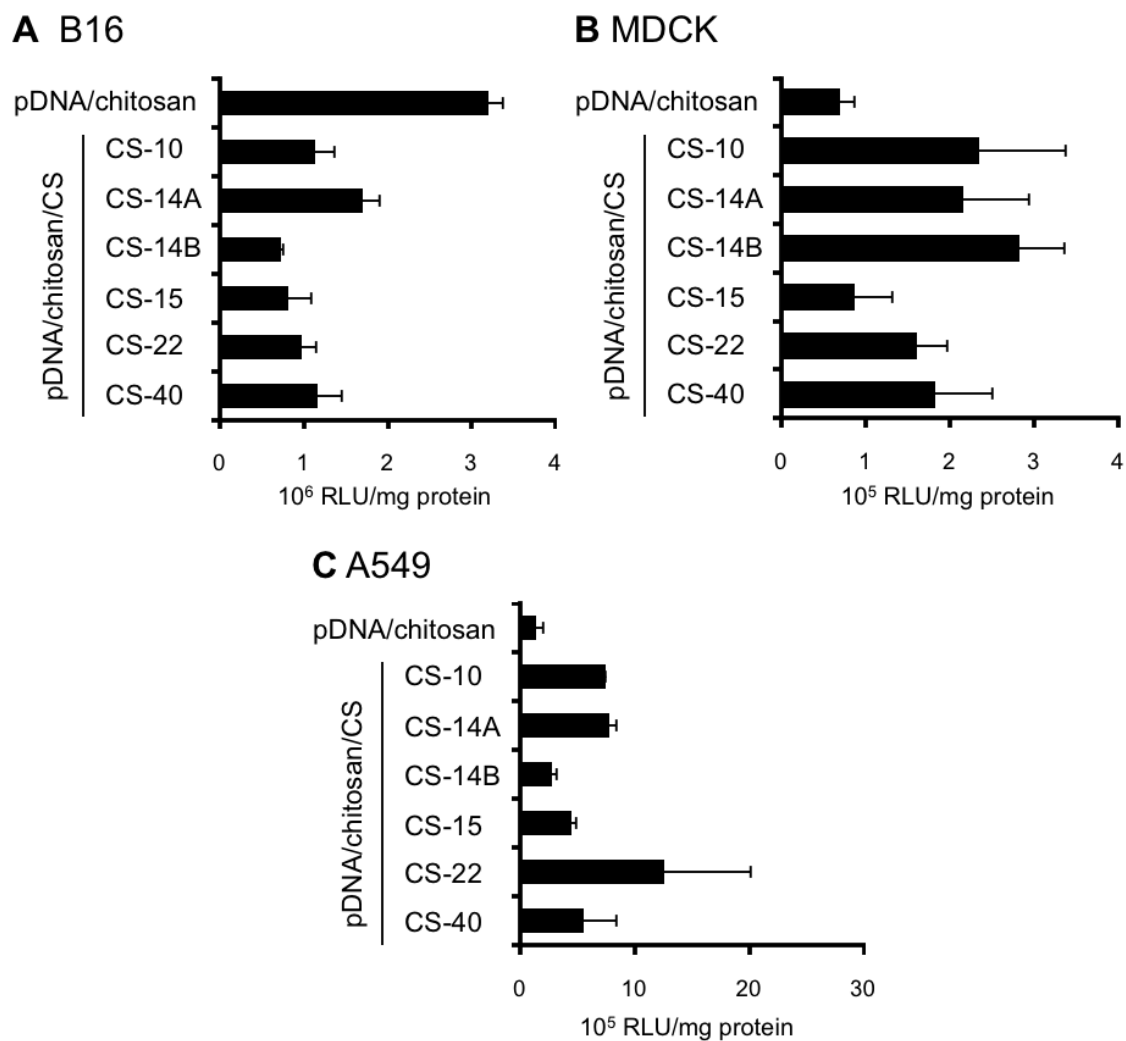 A B16
pDNA/chitosan
pDNA/chitosan/CS
CS-10
CS-14A
CS-14B
CS-15
CS-22
CS-40
0 1 2 3 4
10⁶ RLU/mg protein
B MDCK
pDNA/chitosan
pDNA/chitosan/CS
CS-10
CS-14A
CS-14B
CS-15
CS-22
CS-40
0 1 2 3 4
10⁵ RLU/mg protein
C A549
pDNA/chitosan
pDNA/chitosan/CS
CS-10
CS-14A
CS-14B
CS-15
CS-22
CS-40
0 10 20 30
10⁵ RLU/mg protein